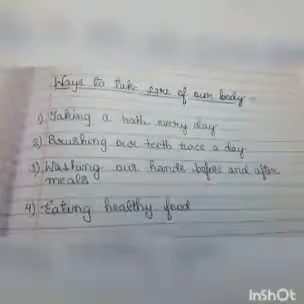 Ways to take care of our body -
1) Taking a bath every day
2) Brushing our teeth twice a day
3) Washing our hands before and after
meals
4) Eating healthy food
InShOt